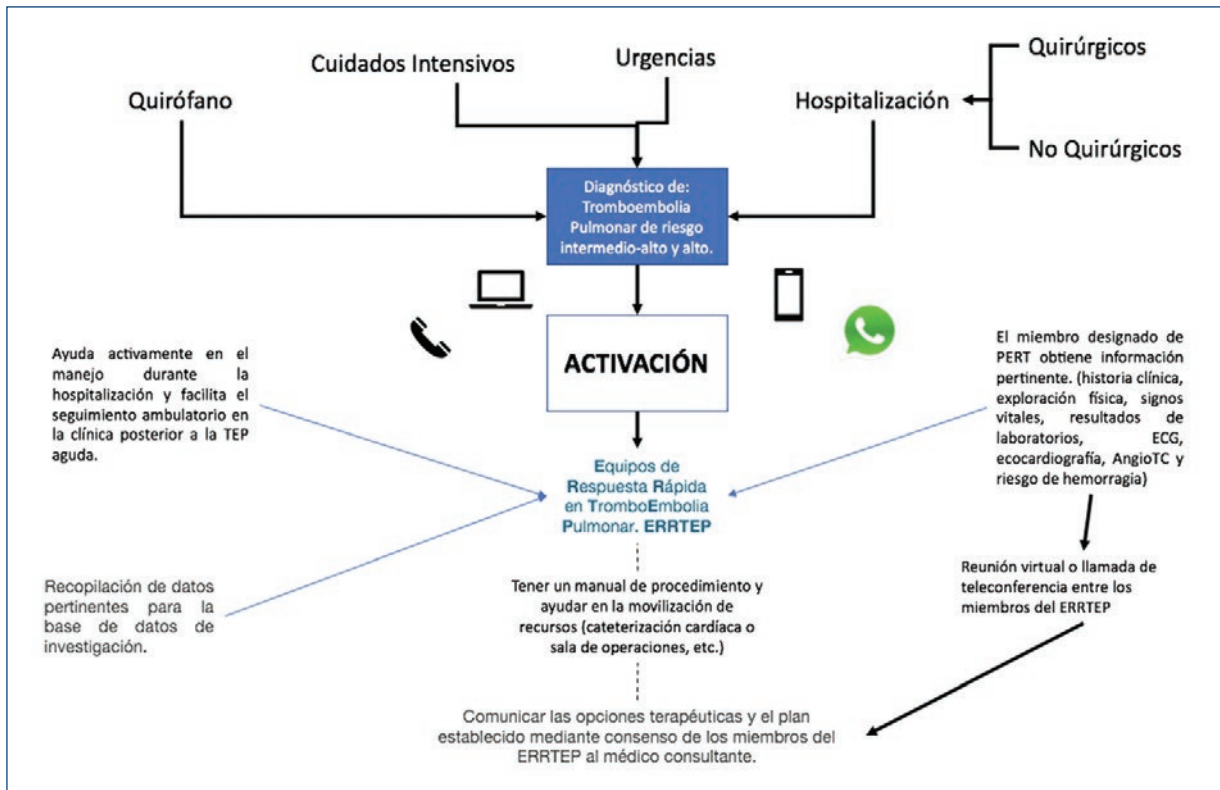 Quirófano
Cuidados Intensivos
Urgencias
Hospitalización
Quirúrgicos
No Quirúrgicos
Diagnóstico de:
Tromboembolia
Pulmonar de riesgo
intermedio-alto y alto.
ACTIVACIÓN
Ayuda activamente en el
manejo durante la
hospitalización y facilita el
seguimiento ambulatorio en
la clínica posterior a la TEP
aguda.
El miembro designado de
PERT obtiene información
pertinente. (historia clínica,
exploración física, signos
vitales, resultados de
laboratorios, ECG,
ecocardiografía, AngioTC y
riesgo de hemorragia)
Equipos de
Respuesta Rápida
en TromboEmbolia
Pulmonar. ERRTEP
Recopilación de datos
pertinentes para la
base de datos de
investigación.
Tener un manual de procedimiento y
ayudar en la movilización de
recursos (cateterización cardíaca o
sala de operaciones, etc.)
Reunión virtual o llamada de
teleconferencia entre los
miembros del ERRTEP
Comunicar las opciones terapéuticas y el plan
establecido mediante consenso de los miembros del
ERRTEP al médico consultante.